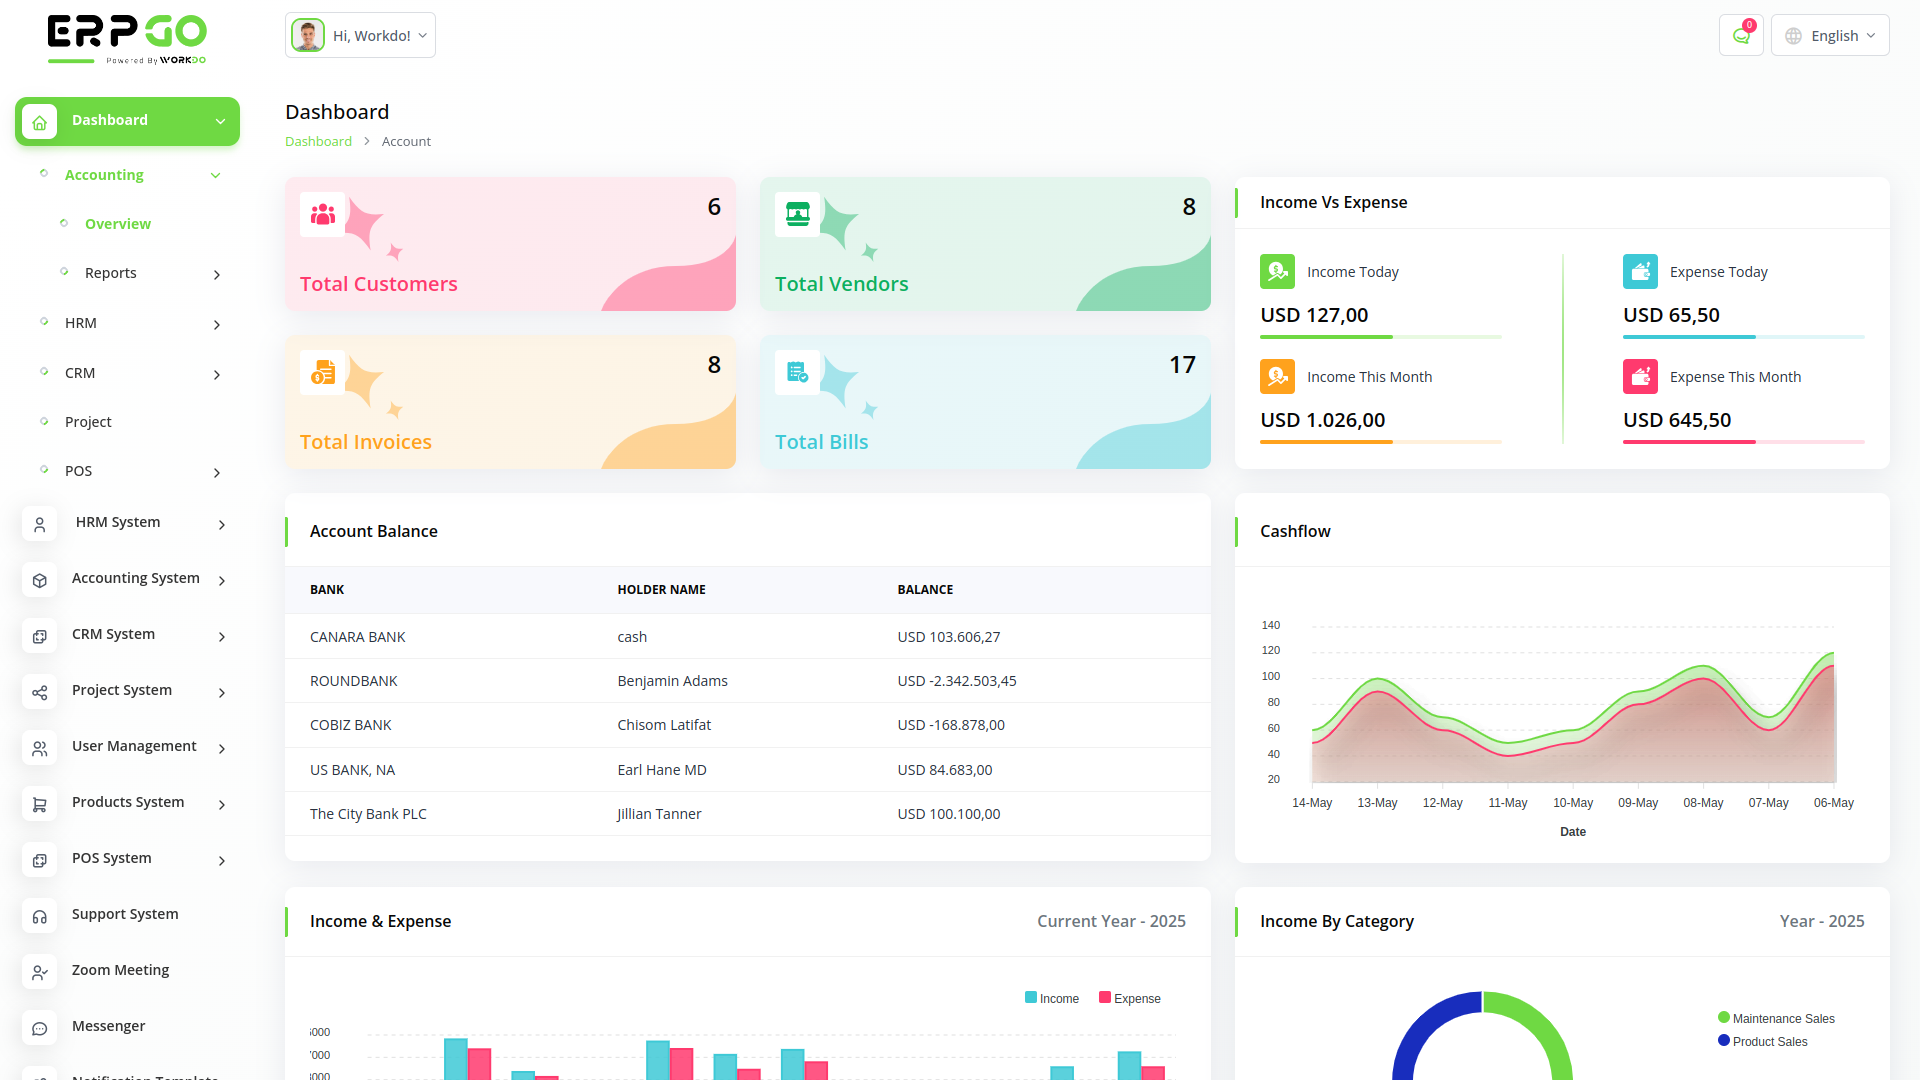 ERPGO
Powered By WORKDO
Hi, Workdo!
0
English
Dashboard
Accounting
Overview
Reports
HRM
CRM
Project
POS
HRM System
Accounting System
CRM System
Project System
User Management
Products System
POS System
Support System
Zoom Meeting
Messenger
Notification Template
Dashboard
Dashboard > Account
6
Total Customers
8
Total Vendors
8
Total Invoices
17
Total Bills
Income Vs Expense
Income Today
USD 127,00
Expense Today
USD 65,50
Income This Month
USD 1.026,00
Expense This Month
USD 645,50
Account Balance
BANK HOLDER NAME BALANCE
CANARA BANK cash USD 103.606,27
ROUNDBANK Benjamin Adams USD -2.342.503,45
COBIZ BANK Chisom Latifat USD -168.878,00
US BANK, NA Earl Hane MD USD 84.683,00
The City Bank PLC Jillian Tanner USD 100.100,00
Cashflow
140
120
100
80
60
40
20
14-May 13-May 12-May 11-May 10-May 09-May 08-May 07-May 06-May
Date
Income & Expense Current Year - 2025
Income Expense
000
000
000
Income By Category Year - 2025
Maintenance Sales
Product Sales